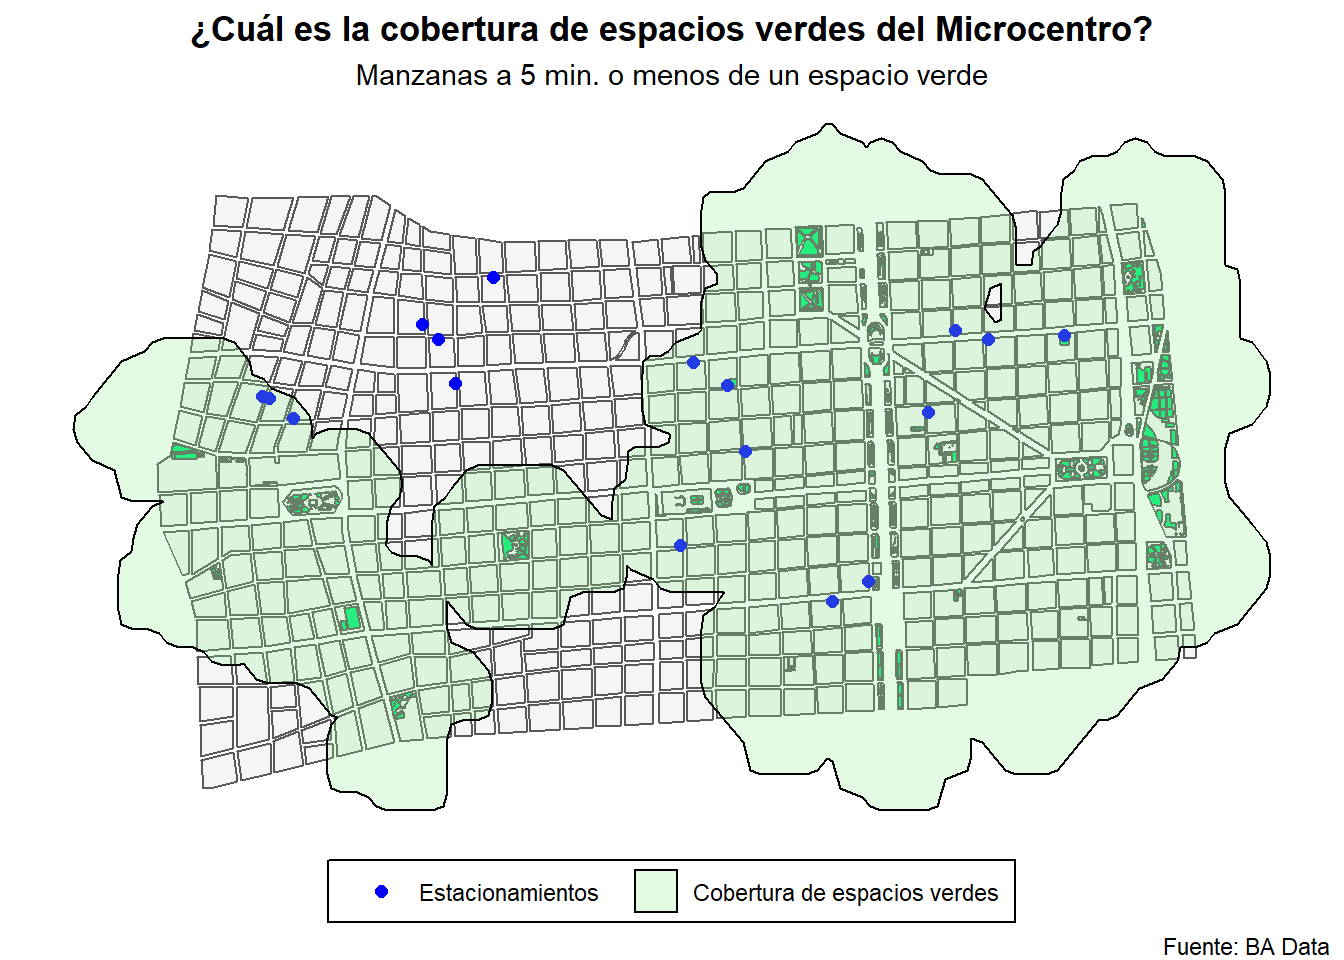 ¿Cuál es la cobertura de espacios verdes del Microcentro?
Manzanas a 5 min. o menos de un espacio verde
Estacionamientos
Cobertura de espacios verdes
Fuente: BA Data